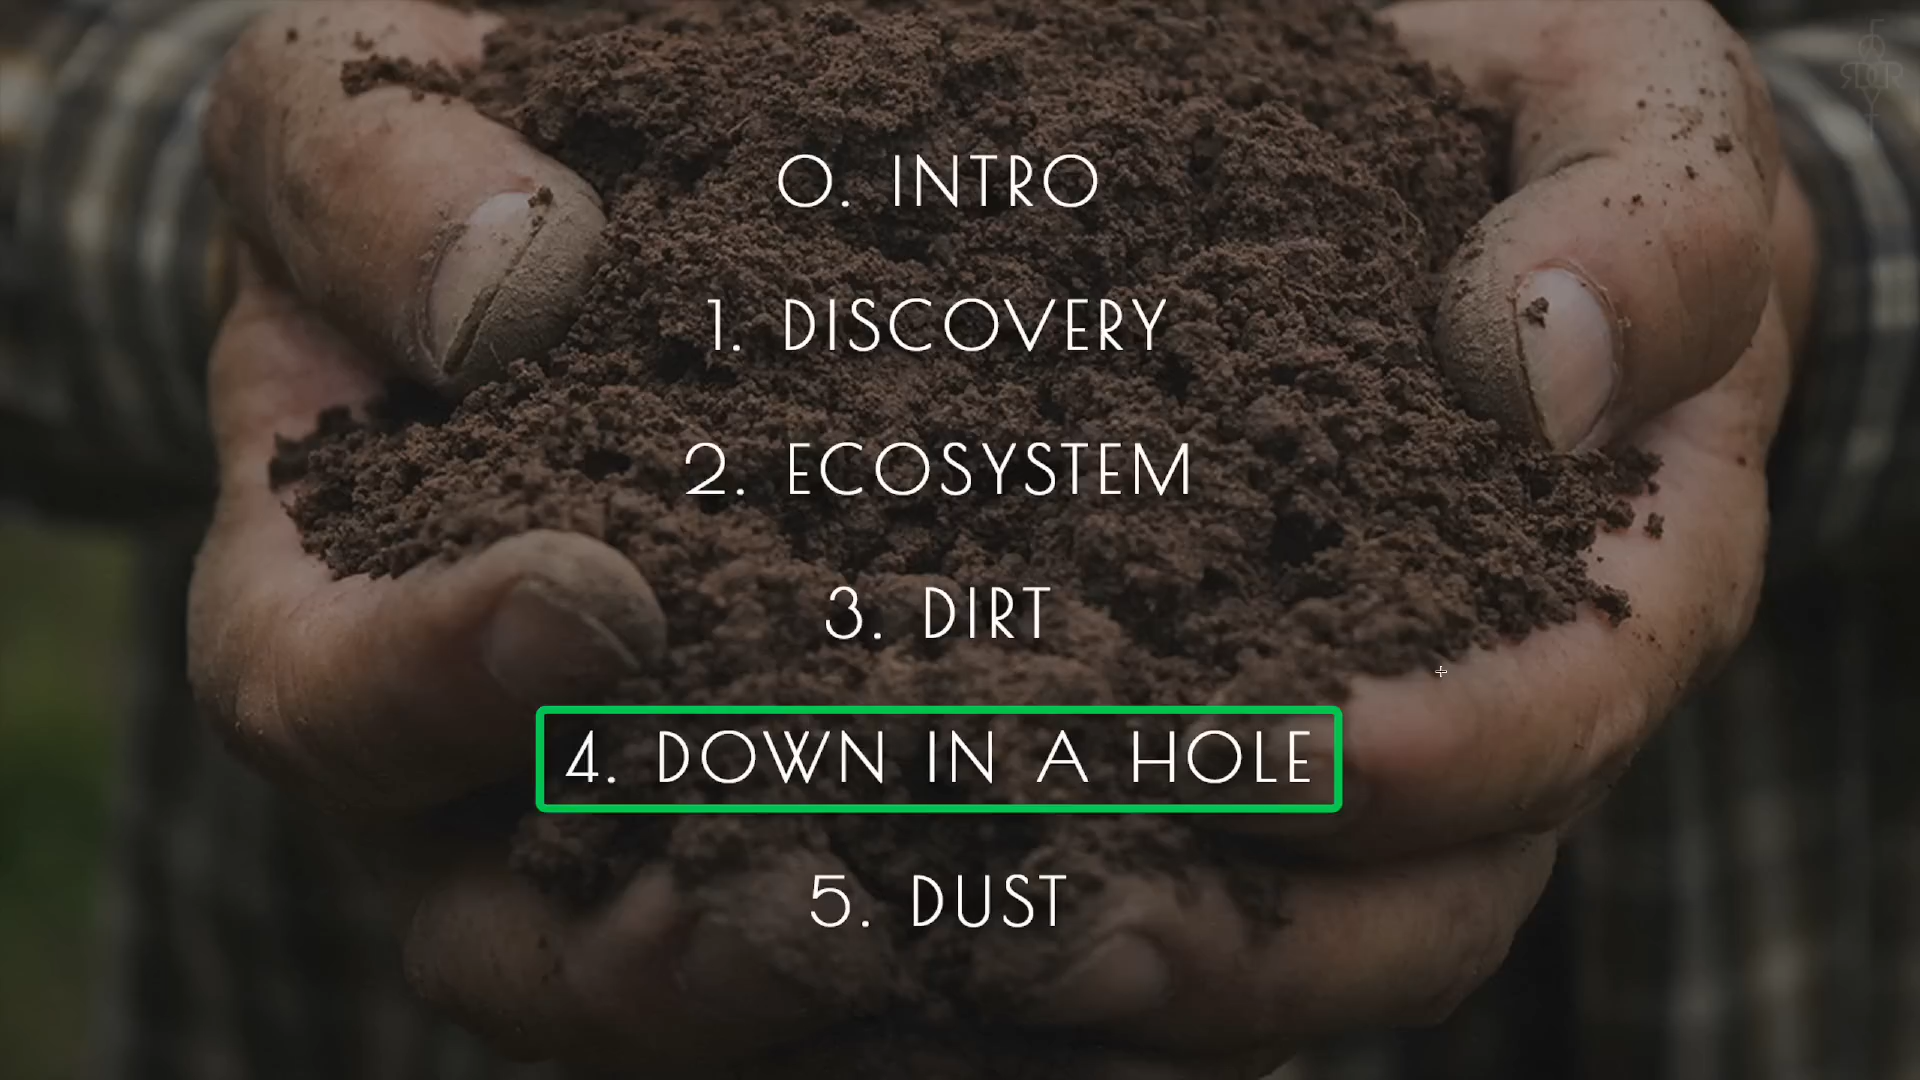 0. INTRO
1. DISCOVERY
2. ECOSYSTEM
3. DIRT
4. DOWN IN A HOLE
5. DUST